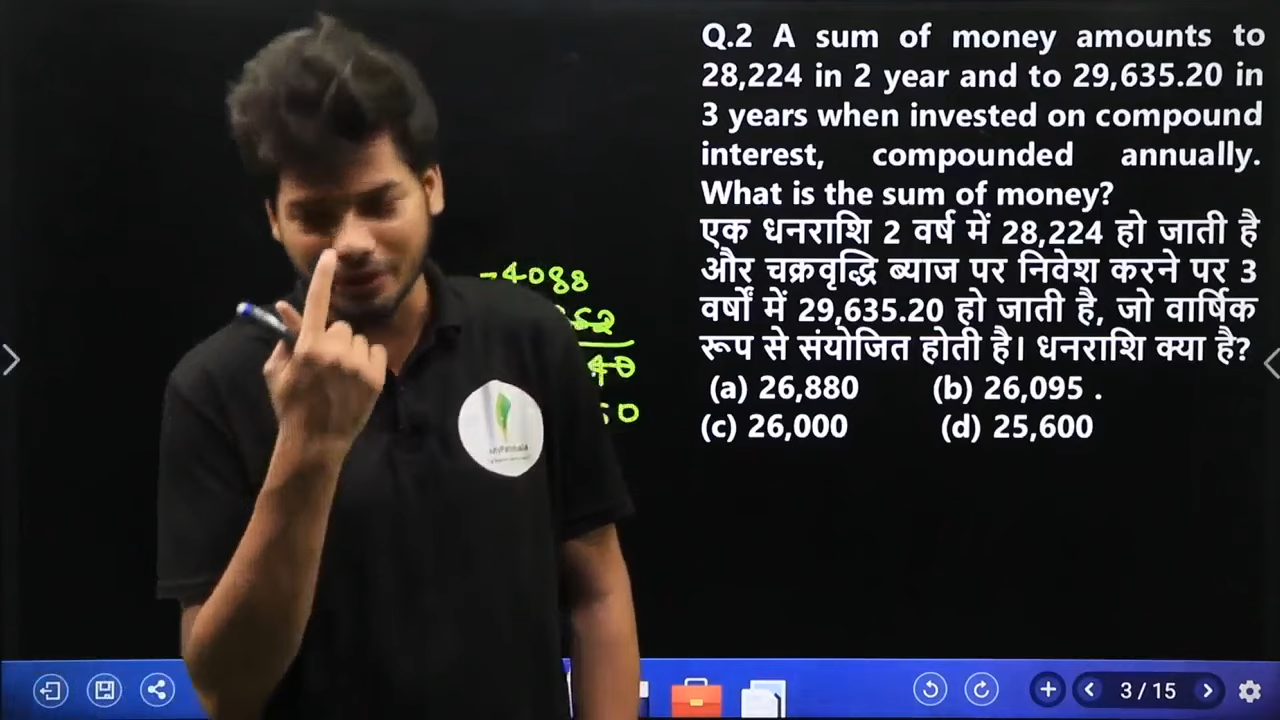 Q.2 A sum of money amounts to
28,224 in 2 year and to 29,635.20 in
3 years when invested on compound
interest, compounded annually.
What is the sum of money?
एक धनराशि 2 वर्ष में 28,224 हो जाती है
और चक्रवृद्धि ब्याज पर निवेश करने पर 3
वर्षों में 29,635.20 हो जाती है, जो वार्षिक
रूप से संयोजित होती है। धनराशि क्या है?
(a) 26,880 (b) 26,095 .
(c) 26,000 (d) 25,600
-4088
3 / 15